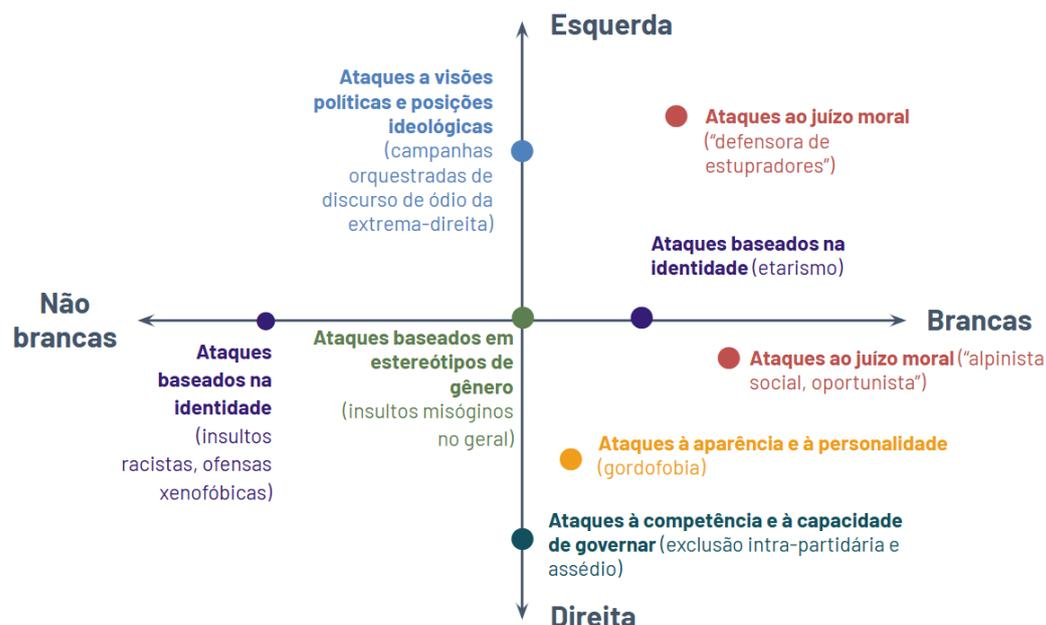 Esquerda
Ataques a visões
políticas e posições
ideológicas
(campanhas
orquestradas de
discurso de ódio da
extrema-direita)
Ataques ao juízo moral
(“defensora de
estupradores”)
Ataques baseados na
identidade (etarismo)
Não
brancas
Brancas
Ataques
baseados na
identidade
(insultos
racistas, ofensas
xenofóbicas)
Ataques baseados em
estereótipos de
gênero
(insultos misóginos
no geral)
Ataques ao juízo moral (“alpinista
social, oportunista”)
Ataques à aparência e à personalidade
(gordofobia)
Ataques à competência e à capacidade
de governar (exclusão intra-partidária e
assédio)
Direita